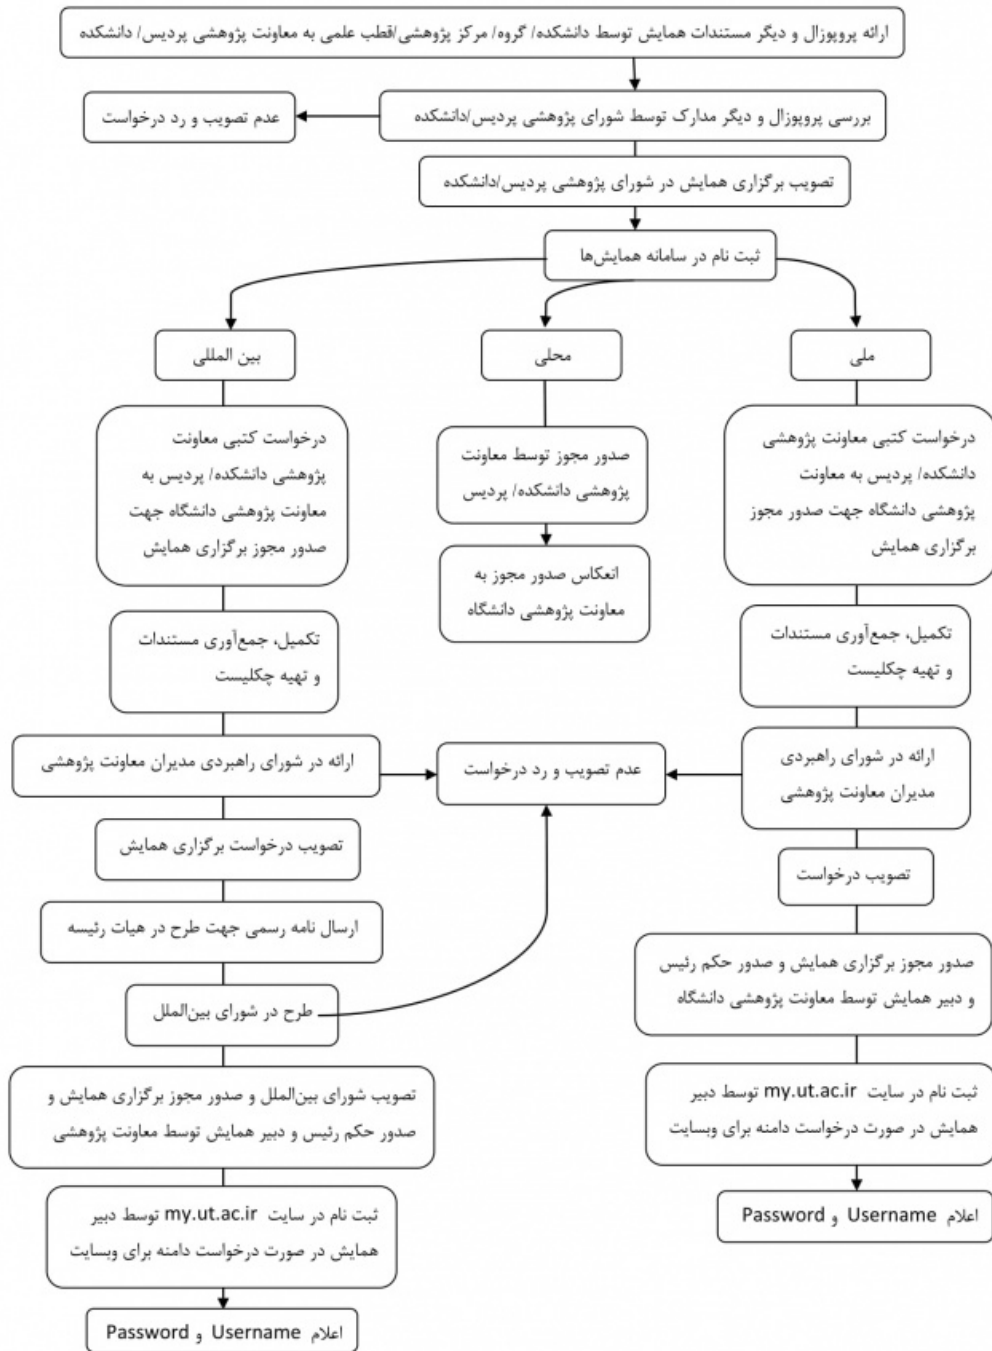 ارائه پروپوزال و دیگر مستندات همایش توسط دانشکده/ گروه/ مرکز پژوهشی/قطب علمی به معاونت پژوهشی پردیس/ دانشکده
بررسی پروپوزال و دیگر مدارک توسط شورای پژوهشی پردیس/دانشکده
عدم تصویب و رد درخواست
تصویب برگزاری همایش در شورای پژوهشی پردیس/دانشکده
ثبت نام در سامانه همایش‌ها
ملی
محلی
بین المللی
درخواست کتبی معاونت پژوهشی
دانشکده/ پردیس به معاونت
پژوهشی دانشگاه جهت صدور مجوز
برگزاری همایش
تکمیل، جمع‌آوری مستندات
و تهیه چکلیست
ارائه در شورای راهبردی
مدیران معاونت پژوهشی
تصویب درخواست
صدور مجوز برگزاری همایش و صدور حکم رئیس
و دبیر همایش توسط معاونت پژوهشی دانشگاه
ثبت نام در سایت my.ut.ac.ir توسط دبیر
همایش در صورت درخواست دامنه برای وبسایت
اعلام Username و Password
صدور مجوز توسط معاونت
پژوهشی دانشکده/ پردیس
انعکاس صدور مجوز به
معاونت پژوهشی دانشگاه
عدم تصویب و رد درخواست
درخواست کتبی معاونت
پژوهشی دانشکده/ پردیس به
معاونت پژوهشی دانشگاه جهت
صدور مجوز برگزاری همایش
تکمیل، جمع‌آوری مستندات
و تهیه چکلیست
ارائه در شورای راهبردی مدیران معاونت پژوهشی
تصویب درخواست برگزاری همایش
ارسال نامه رسمی جهت طرح در هیات رئیسه
طرح در شورای بین‌الملل
تصویب شورای بین‌الملل و صدور مجوز برگزاری همایش و
صدور حکم رئیس و دبیر همایش توسط معاونت پژوهشی
ثبت نام در سایت my.ut.ac.ir توسط دبیر
همایش در صورت درخواست دامنه برای وبسایت
اعلام Username و Password